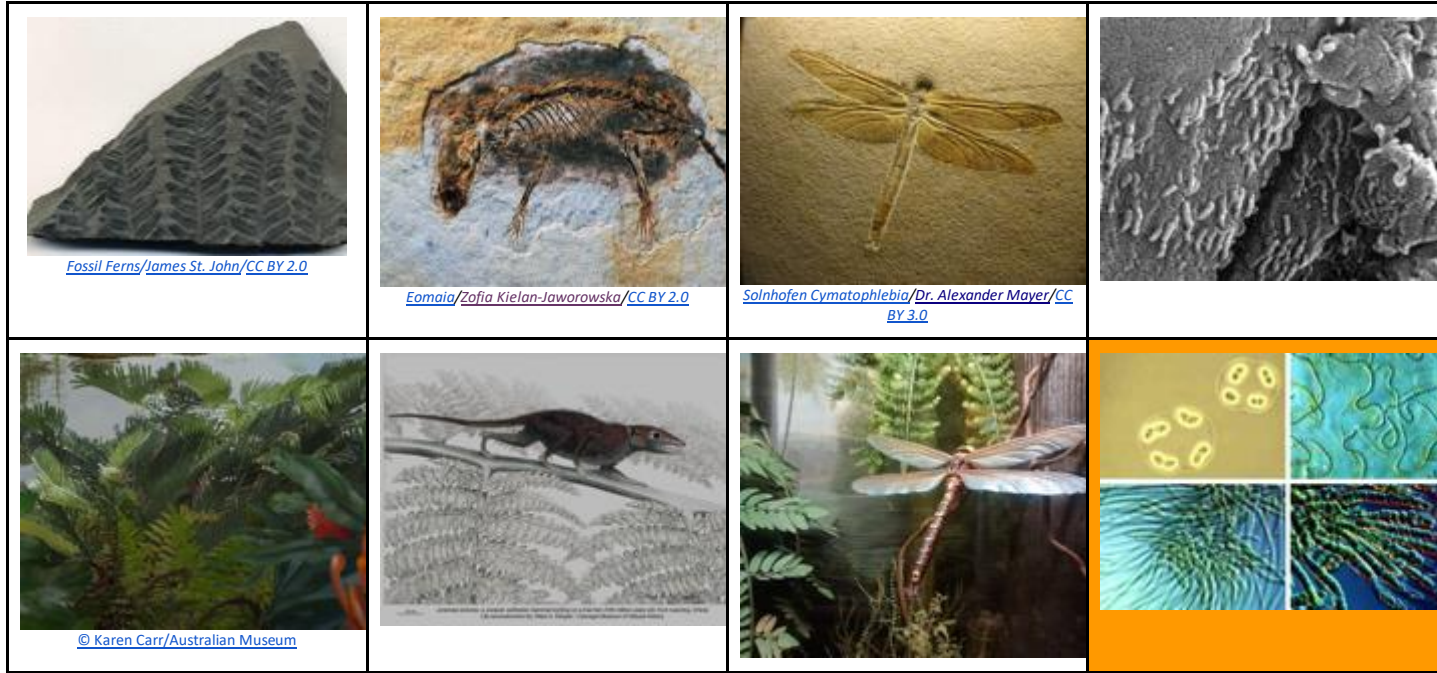 Fossil Ferns/James St. John/CC BY 2.0
Eomaia/Zofia Kielan-Jaworowska/CC BY 2.0
Solnhofen Cymatophlebia/Dr. Alexander Mayer/CC
BY 3.0
© Karen Carr/Australian Museum